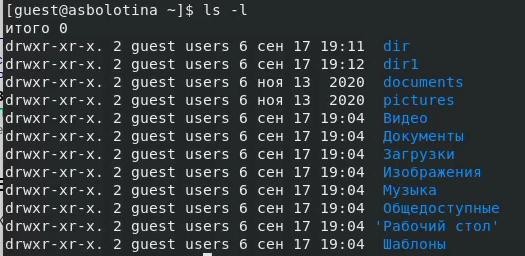 [guest@asbolotina ~]$ ls -l
итого 0
drwxr-xr-x. 2 guest users 6 сен 17 19:11  dir
drwxr-xr-x. 2 guest users 6 сен 17 19:12  dir1
drwxr-xr-x. 2 guest users 6 ноя 13  2020  documents
drwxr-xr-x. 2 guest users 6 ноя 13  2020  pictures
drwxr-xr-x. 2 guest users 6 сен 17 19:04  Видео
drwxr-xr-x. 2 guest users 6 сен 17 19:04  Документы
drwxr-xr-x. 2 guest users 6 сен 17 19:04  Загрузки
drwxr-xr-x. 2 guest users 6 сен 17 19:04  Изображения
drwxr-xr-x. 2 guest users 6 сен 17 19:04  Музыка
drwxr-xr-x. 2 guest users 6 сен 17 19:04  Общедоступные
drwxr-xr-x. 2 guest users 6 сен 17 19:04 'Рабочий стол'
drwxr-xr-x. 2 guest users 6 сен 17 19:04  Шаблоны